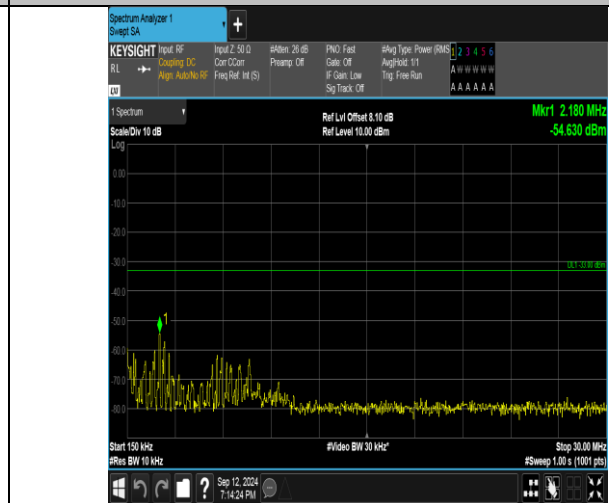 Spectrum Analyzer 1
Swept SA
+
KEYSIGHT Input: RF Input Z: 50 Ω #Atten: 26 dB PNO: Fast #Avg Type: Power (RMS 1 2 3 4 5 6
RL Coupling: DC Corr CCorr Preamp: Off Gate: Off Avg|Hold: 1/1 A W W W W W
Align: Auto/No RF Freq Ref: Int (S) IF Gain: Low Trig: Free Run
LXI Sig Track: Off A A A A A A
1 Spectrum Ref Lvl Offset 8.10 dB Mkr1 2.180 MHz
Scale/Div 10 dB Ref Level 10.00 dBm -54.630 dBm
Log
0.00
-10.0
-20.0
-30.0 DL1 -33.00 dBm
-40.0
-50.0
1
-60.0
-70.0
-80.0
Start 150 kHz #Video BW 30 kHz* Stop 30.00 MHz
#Res BW 10 kHz #Sweep 1.00 s (1001 pts)
? Sep 12, 2024
7:14:24 PM